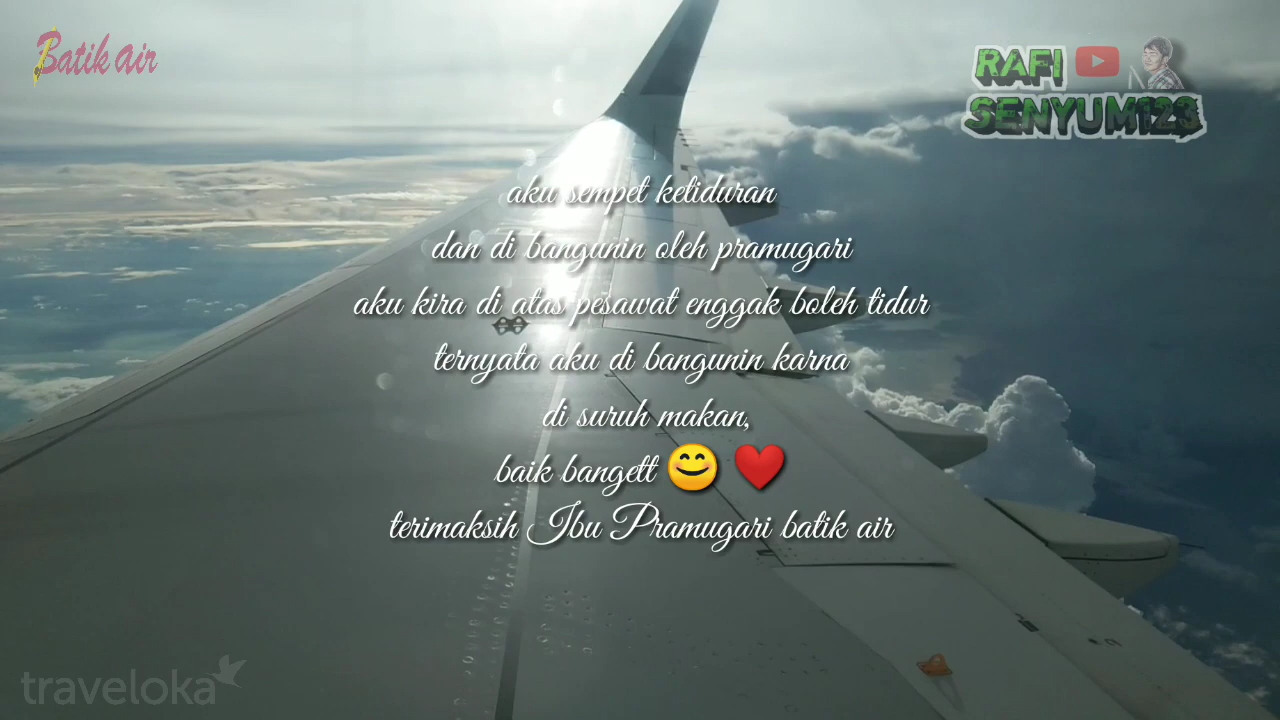 Batik air
RAFI
SENYUM123
aku sempet ketiduran
dan di bangunin oleh pramugari
aku kira di atas pesawat enggak boleh tidur
ternyata aku di bangunin karna
di suruh makan,
baik bangett 😊 ❤️
terimaksih Ibu Pramugari batik air
traveloka